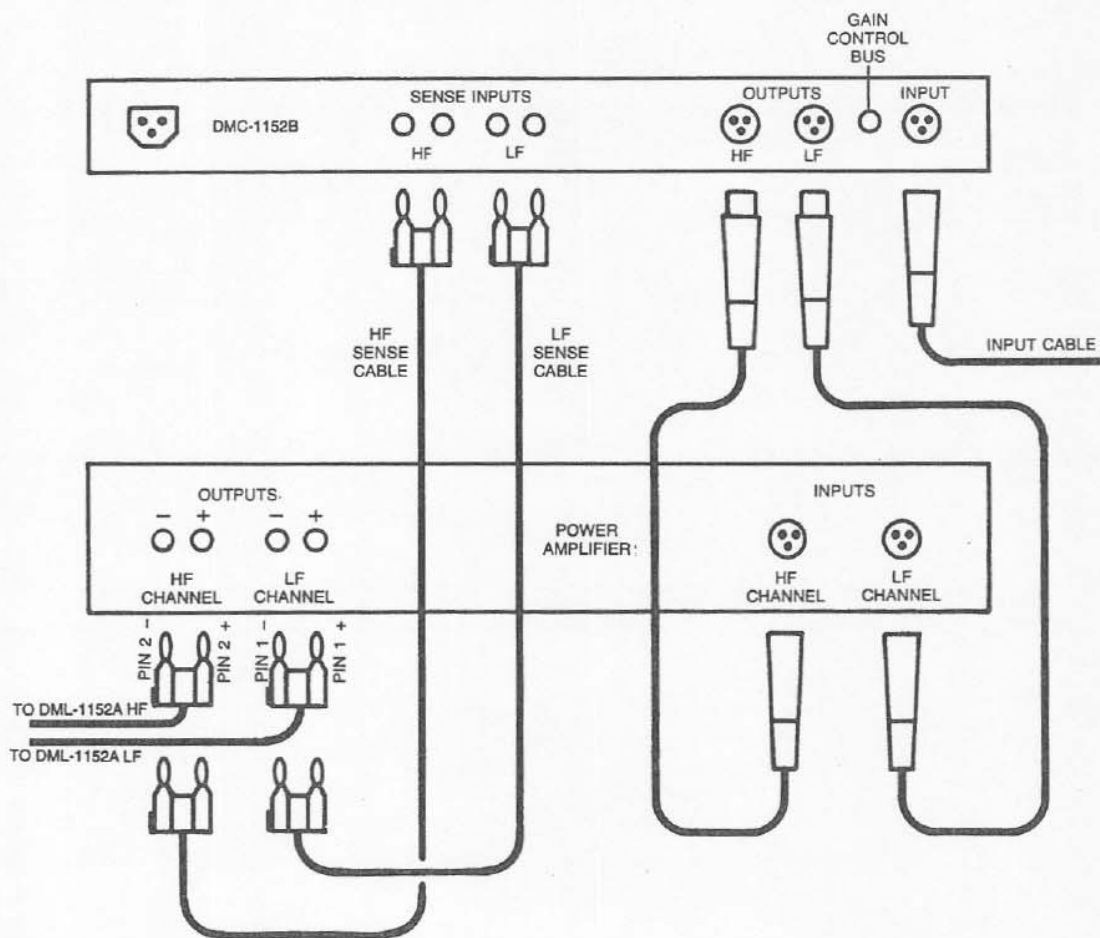 GAIN
CONTROL
BUS
SENSE INPUTS
OUTPUTS
INPUT
DMC-1152B
HF
LF
HF
LF
HF
SENSE
CABLE
LF
SENSE
CABLE
INPUT CABLE
OUTPUTS
INPUTS
− +
− +
POWER
AMPLIFIER
HF
CHANNEL
LF
CHANNEL
HF
CHANNEL
LF
CHANNEL
PIN 2 −
PIN 2 +
PIN 1 −
PIN 1 +
TO DML-1152A HF
TO DML-1152A LF